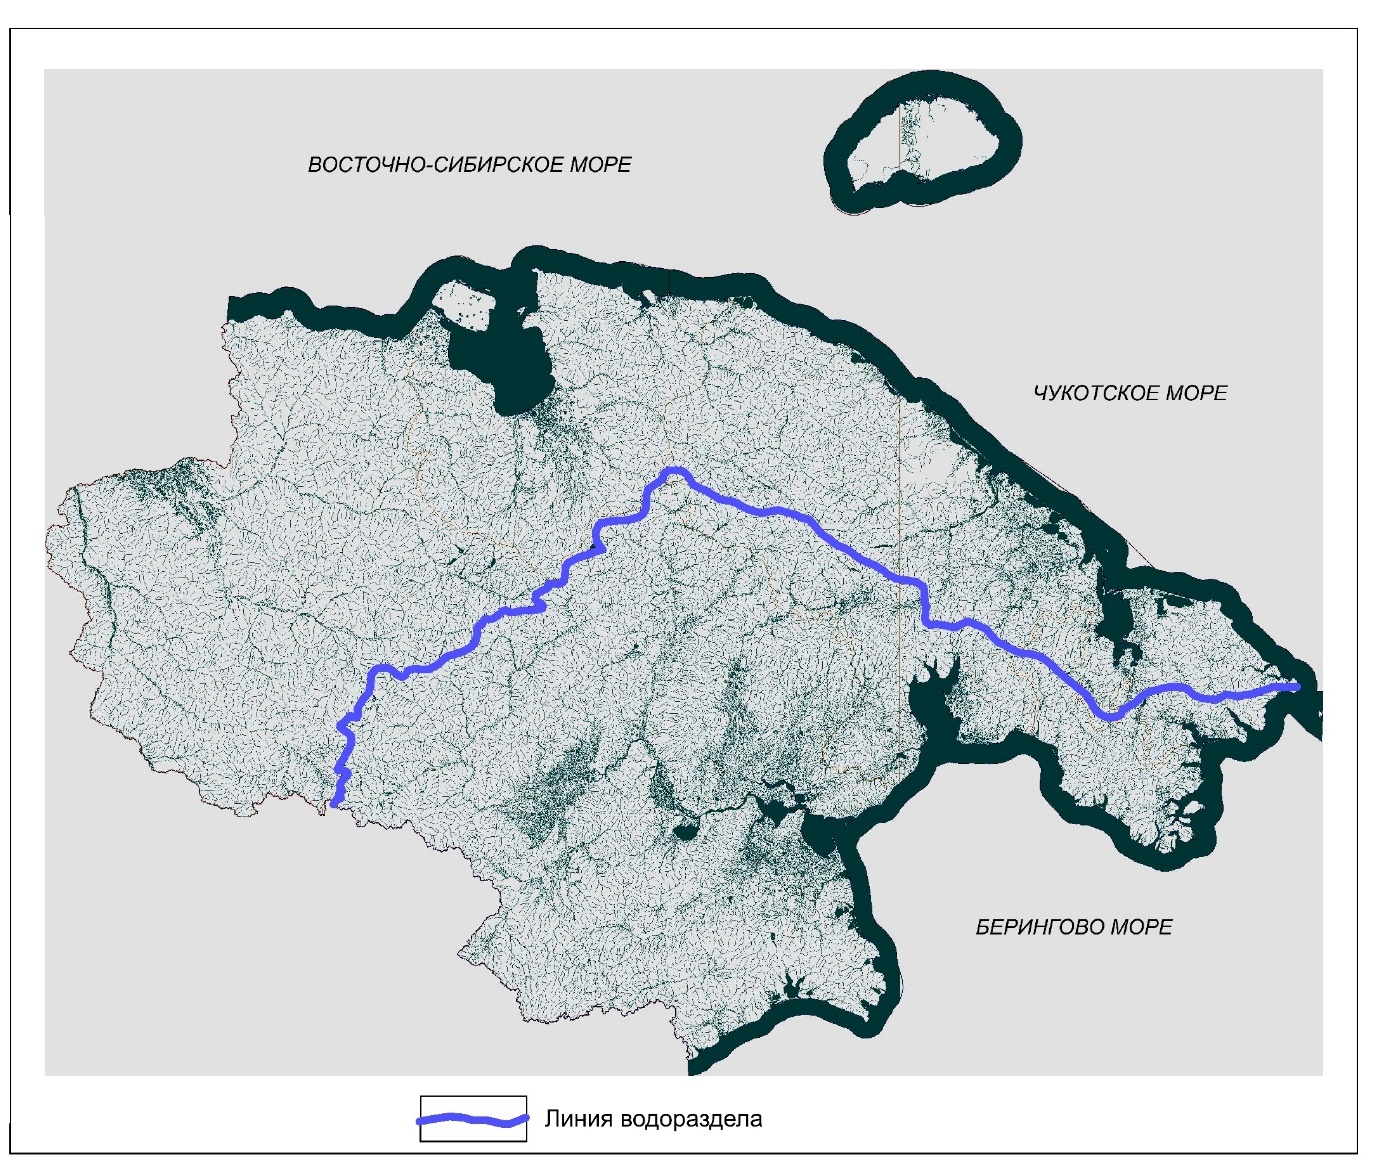 ВОСТОЧНО-СИБИРСКОЕ МОРЕ
ЧУКОТСКОЕ МОРЕ
БЕРИНГОВО МОРЕ
Линия водораздела